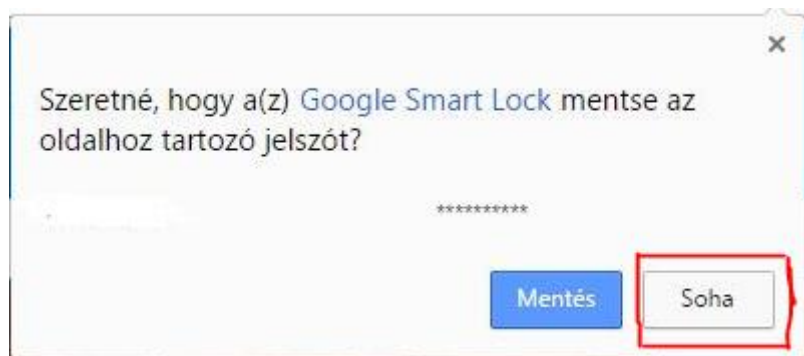 Szeretné, hogy a(z) Google Smart Lock mentse az
oldalhoz tartozó jelszót?
**********
Mentés Soha